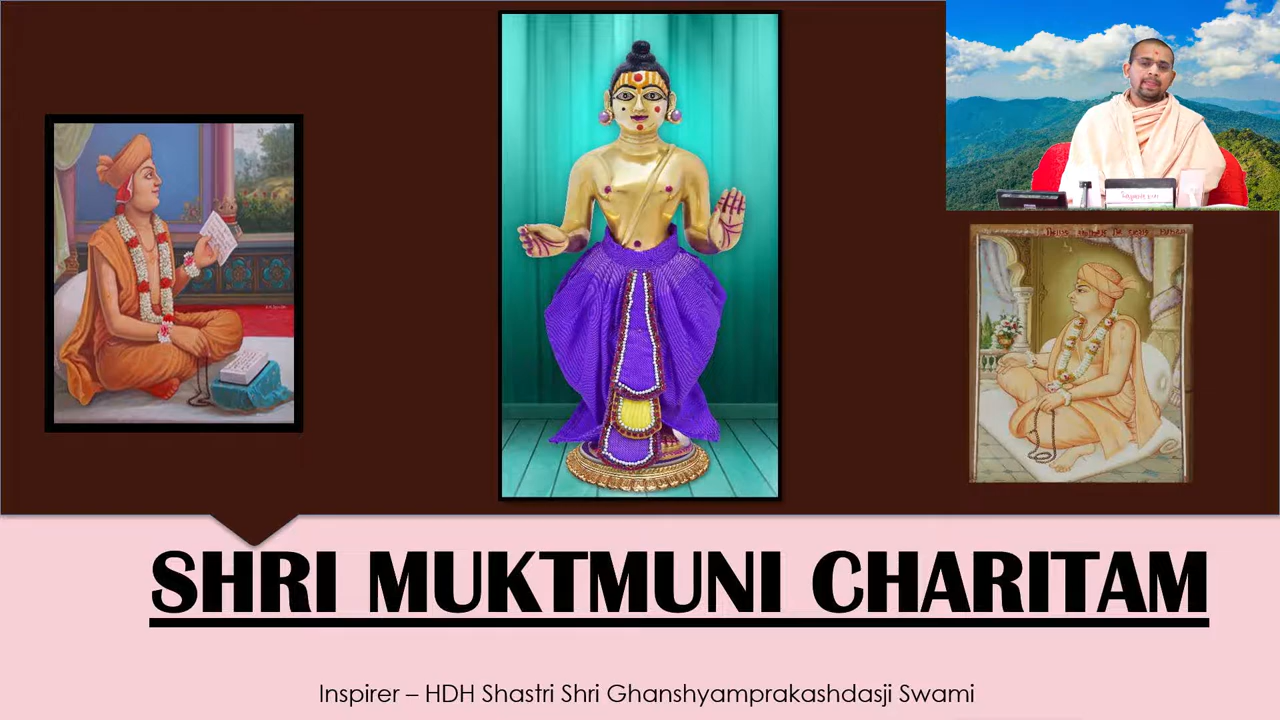 SHRI MUKTMUNI CHARITAM
Inspirer – HDH Shastri Shri Ghanshyamprakashdasji Swami